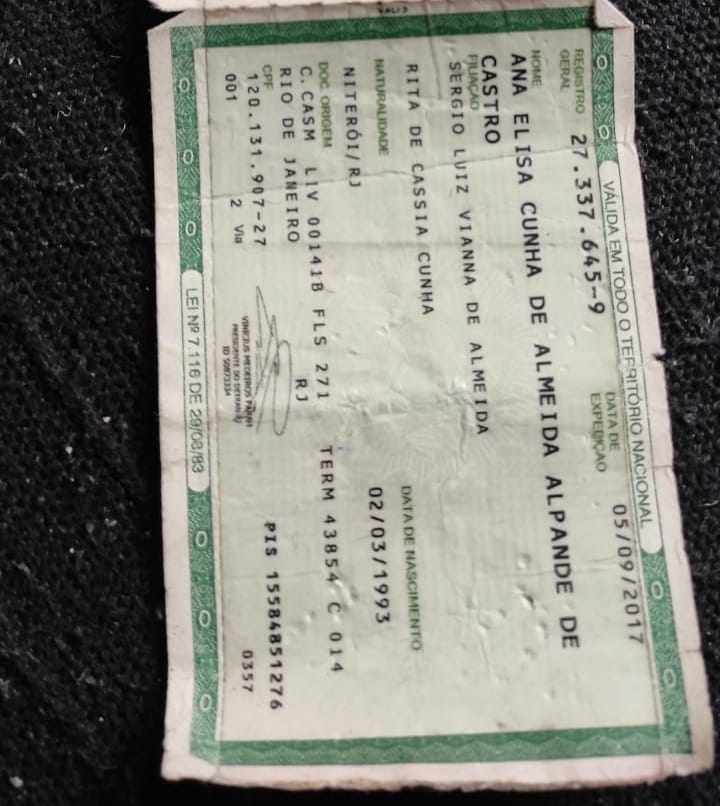 VÁLIDA EM TODO O TERRITÓRIO NACIONAL
REGISTRO GERAL 27.337.645-9 DATA DE EXPEDIÇÃO 05/09/2017
NOME
ANA ELISA CUNHA DE ALMEIDA ALPANDE DE
CASTRO
FILIAÇÃO
SERGIO LUIZ VIANNA DE ALMEIDA
RITA DE CASSIA CUNHA
NATURALIDADE DATA DE NASCIMENTO
NITERÓI/RJ 02/03/1993
DOC ORIGEM
C.CASM LIV 00141B FLS 271 TERM 43854 C 014
RIO DE JANEIRO RJ
CPF
120.131.907-27 PIS 15584851276
001 2 Via 0357
VINICIUS MEDEIROS
PRESIDENTE DO DETRAN-RJ
LEI Nº 7.116 DE 29/08/83